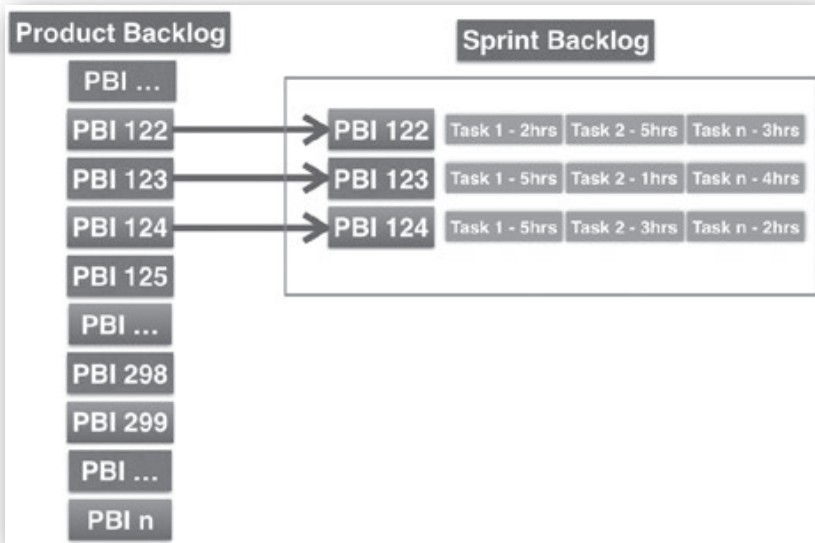 Product Backlog
PBI ...
PBI 122
PBI 123
PBI 124
PBI 125
PBI ...
PBI 298
PBI 299
PBI ...
PBI n
Sprint Backlog
PBI 122 Task 1 - 2hrs Task 2 - 5hrs Task n - 3hrs
PBI 123 Task 1 - 5hrs Task 2 - 1hrs Task n - 4hrs
PBI 124 Task 1 - 5hrs Task 2 - 3hrs Task n - 2hrs